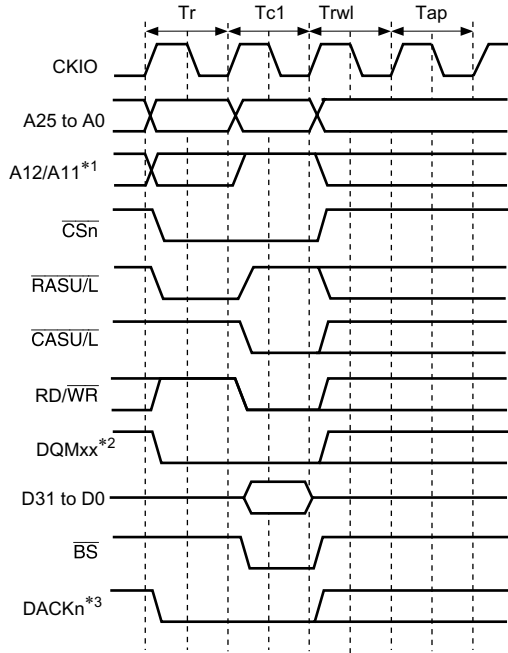 Tr Tc1 Trwl Tap
CKIO
A25 to A0
A12/A11*1
CSn
RASU/L
CASU/L
RD/WR
DQMxx*2
D31 to D0
BS
DACKn*3